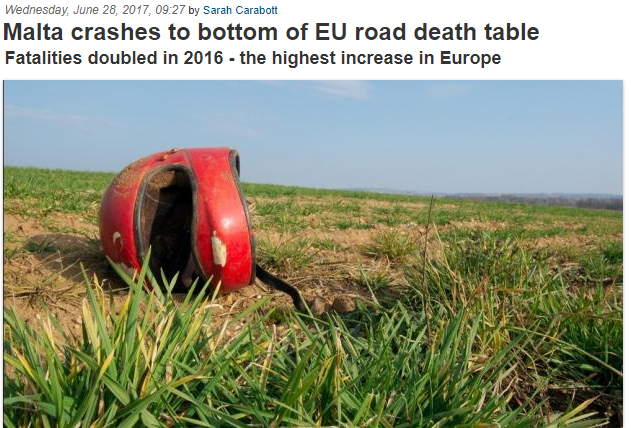 Wednesday, June 28, 2017, 09:27 by Sarah Carabott
Malta crashes to bottom of EU road death table
Fatalities doubled in 2016 - the highest increase in Europe